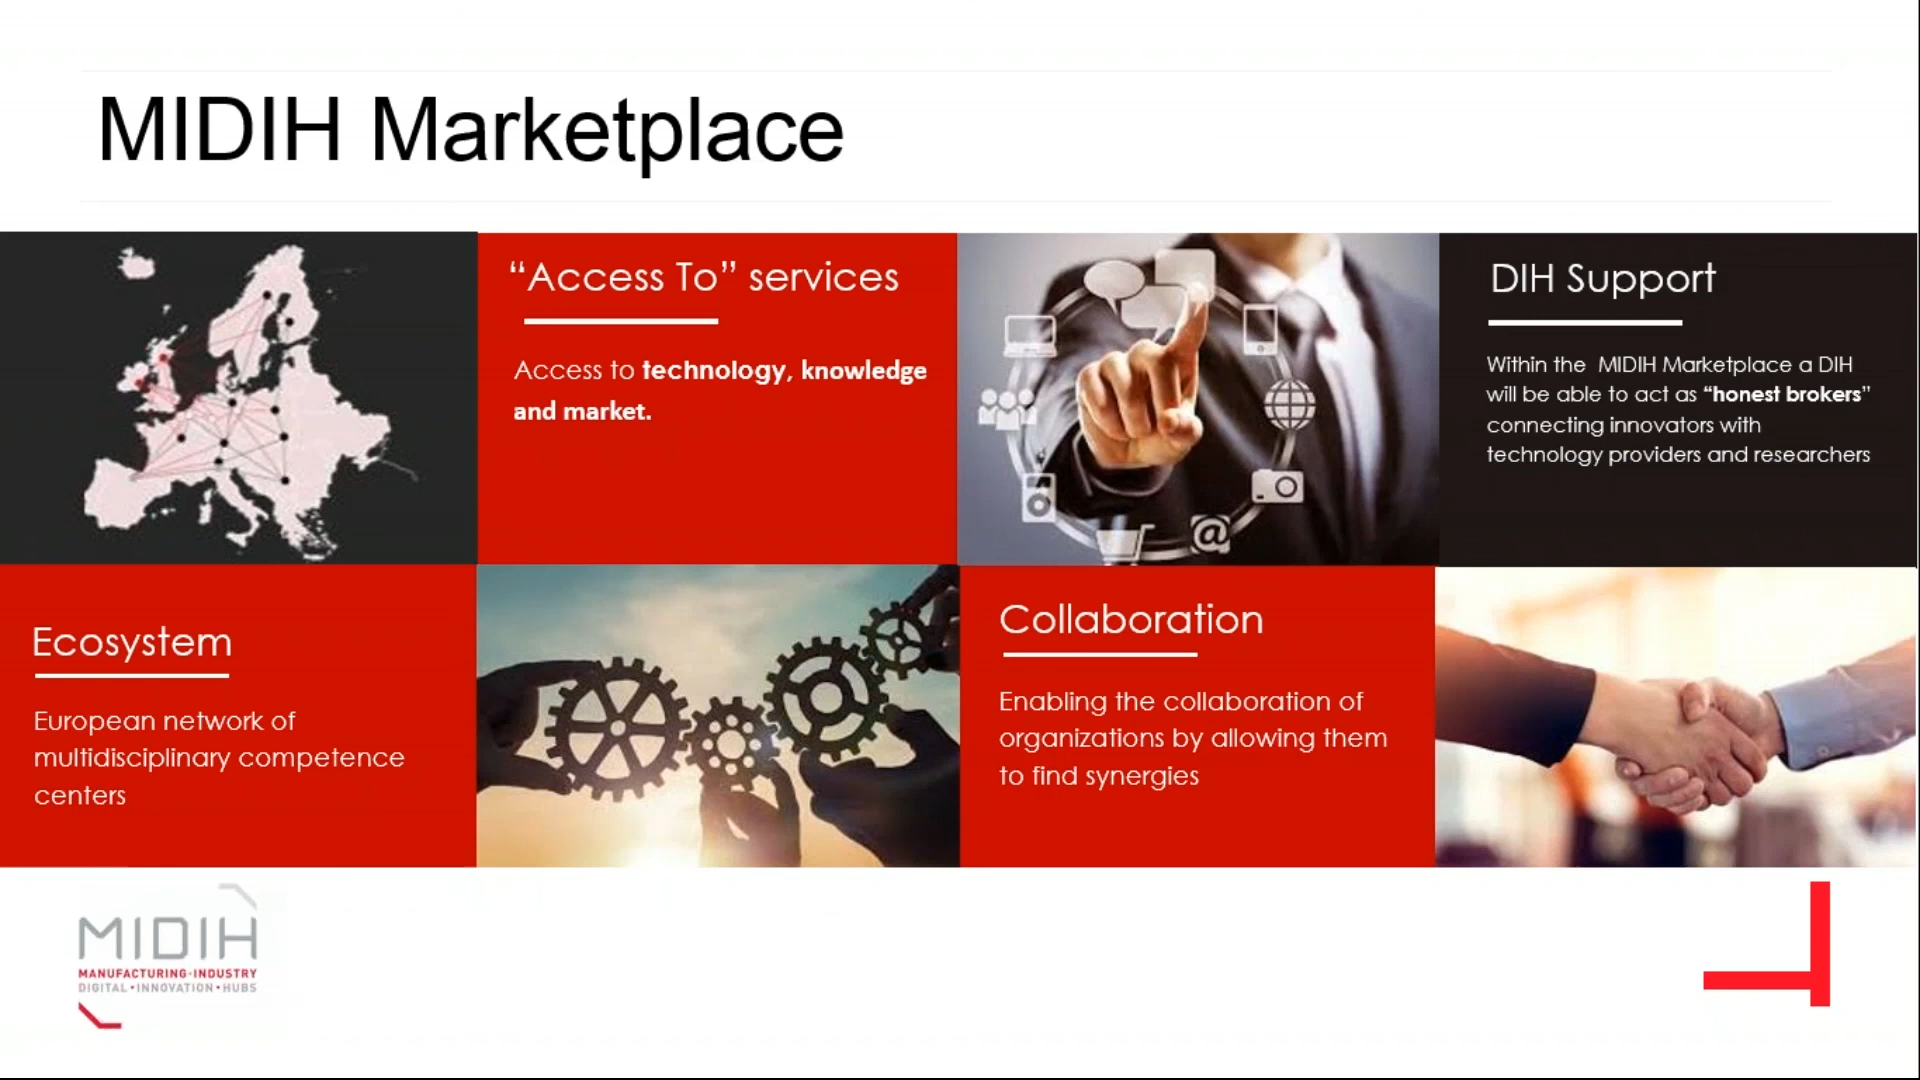 MIDIH Marketplace
“Access To” services
Access to technology, knowledge
and market.
DIH Support
Within the MIDIH Marketplace a DIH
will be able to act as “honest brokers”
connecting innovators with
technology providers and researchers
Ecosystem
European network of
multidisciplinary competence
centers
Collaboration
Enabling the collaboration of
organizations by allowing them
to find synergies
MIDIH
MANUFACTURING·INDUSTRY
DIGITAL•INNOVATION•HUBS